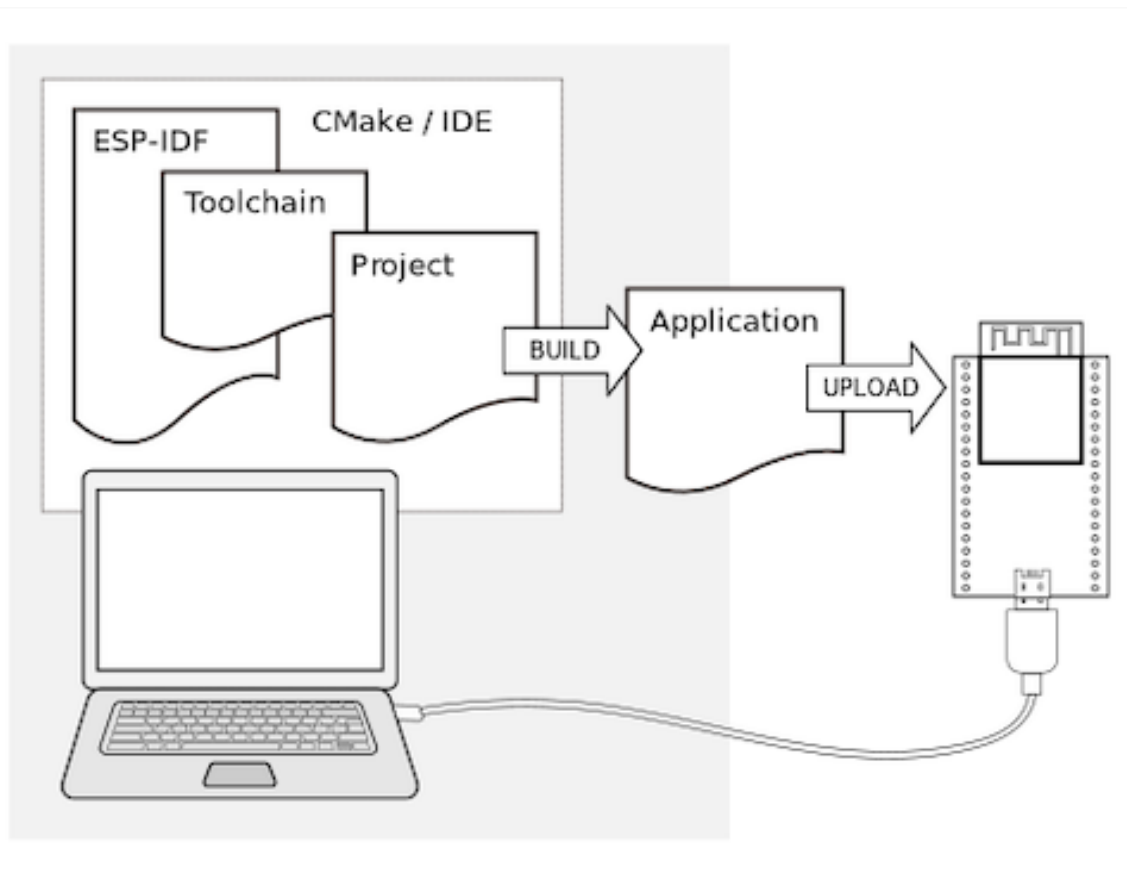 CMake / IDE
ESP-IDF
Toolchain
Project
BUILD
Application
UPLOAD